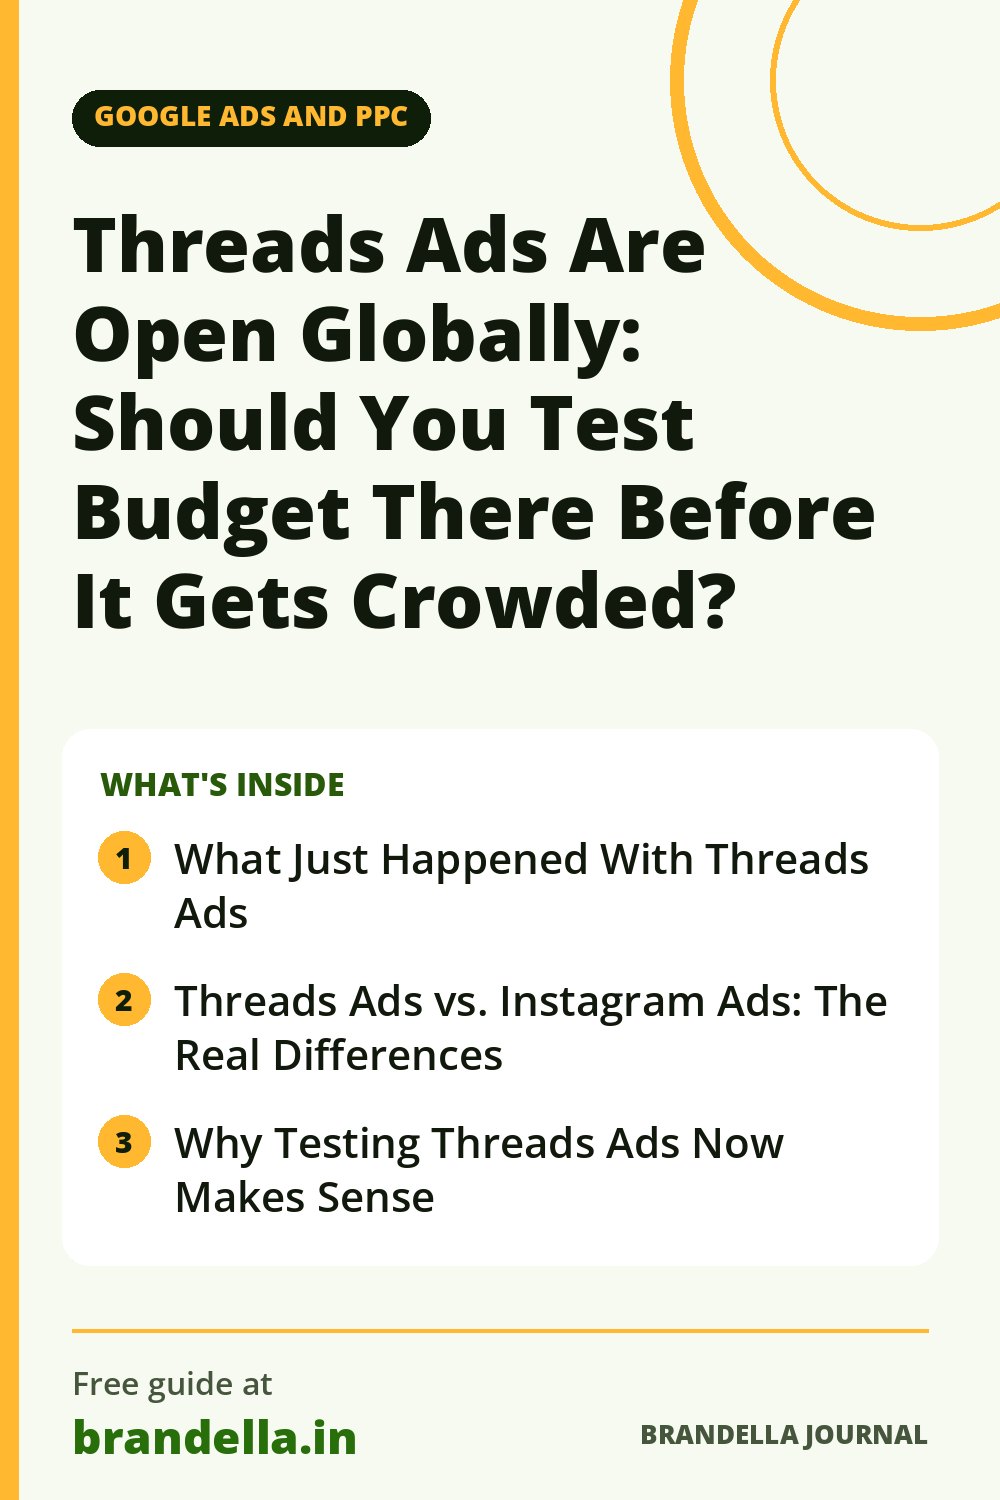 GOOGLE ADS AND PPC
Threads Ads Are
Open Globally:
Should You Test
Budget There Before
It Gets Crowded?
WHAT'S INSIDE
1 What Just Happened With Threads
Ads
2 Threads Ads vs. Instagram Ads: The
Real Differences
3 Why Testing Threads Ads Now
Makes Sense
Free guide at
brandella.in
BRANDELLA JOURNAL